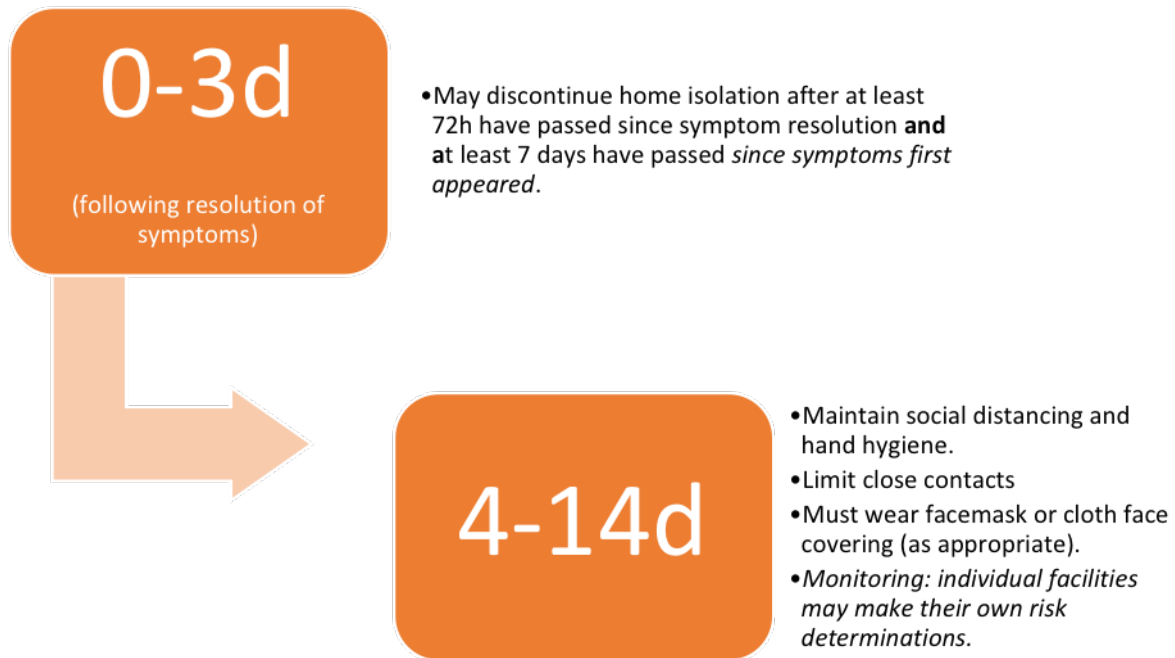 0-3d
(following resolution of
symptoms)
•May discontinue home isolation after at least
72h have passed since symptom resolution and
at least 7 days have passed since symptoms first
appeared.
4-14d
•Maintain social distancing and
hand hygiene.
•Limit close contacts
•Must wear facemask or cloth face
covering (as appropriate).
•Monitoring: individual facilities
may make their own risk
determinations.